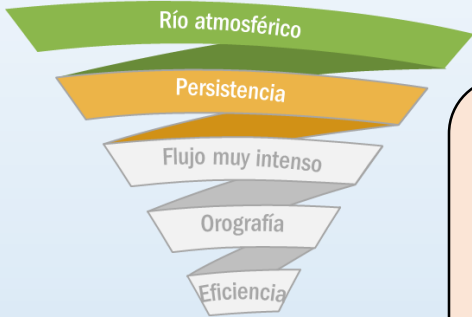 Río atmosférico
Persistencia
Flujo muy intenso
Orografía
Eficiencia